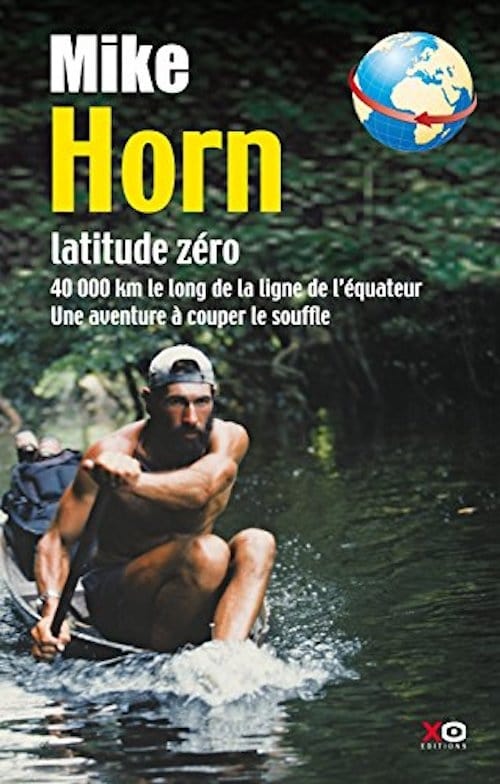 Mike
Horn
latitude zéro
40 000 km le long de la ligne de l'équateur
Une aventure à couper le souffle
XO
EDITIONS